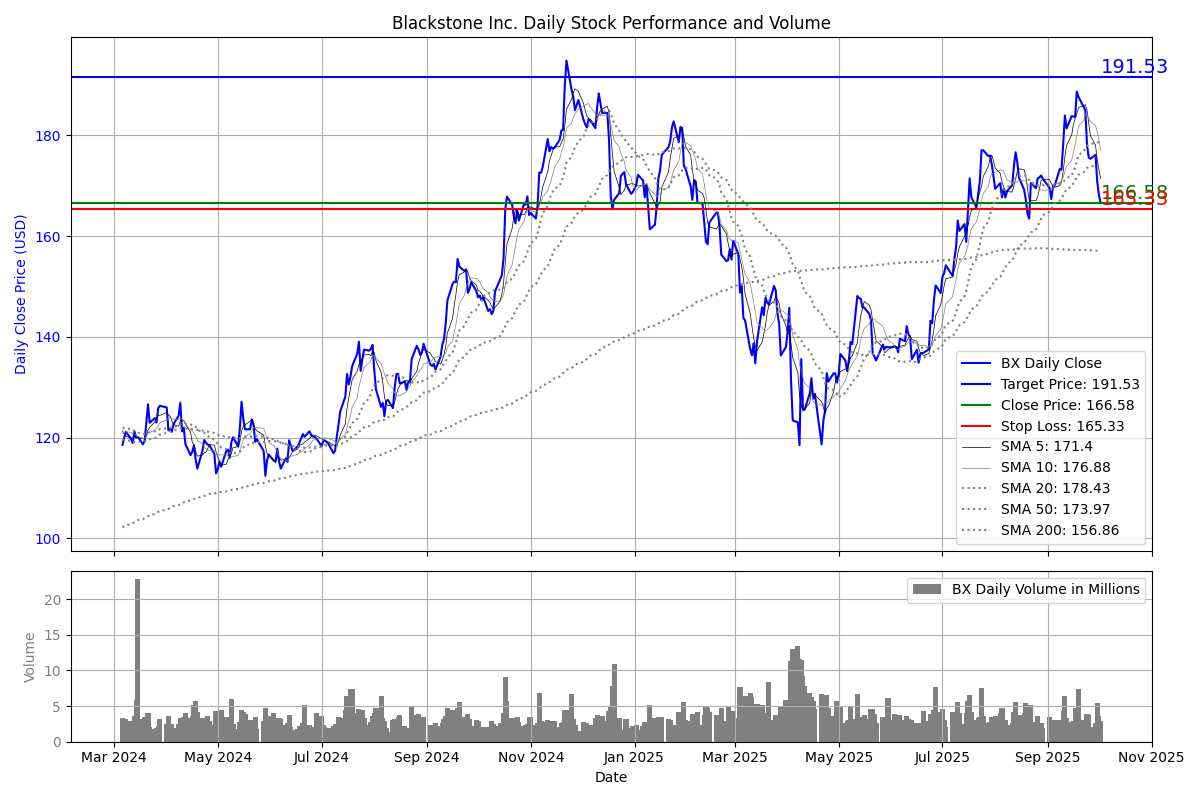 Blackstone Inc. Daily Stock Performance and Volume
Daily Close Price (USD)
180
160
140
120
100
191.53
166.58
165.33
BX Daily Close
Target Price: 191.53
Close Price: 166.58
Stop Loss: 165.33
SMA 5: 171.4
SMA 10: 176.88
SMA 20: 178.43
SMA 50: 173.97
SMA 200: 156.86
Volume
20
15
10
5
0
BX Daily Volume in Millions
Mar 2024
May 2024
Jul 2024
Sep 2024
Nov 2024
Jan 2025
Mar 2025
May 2025
Jul 2025
Sep 2025
Nov 2025
Date